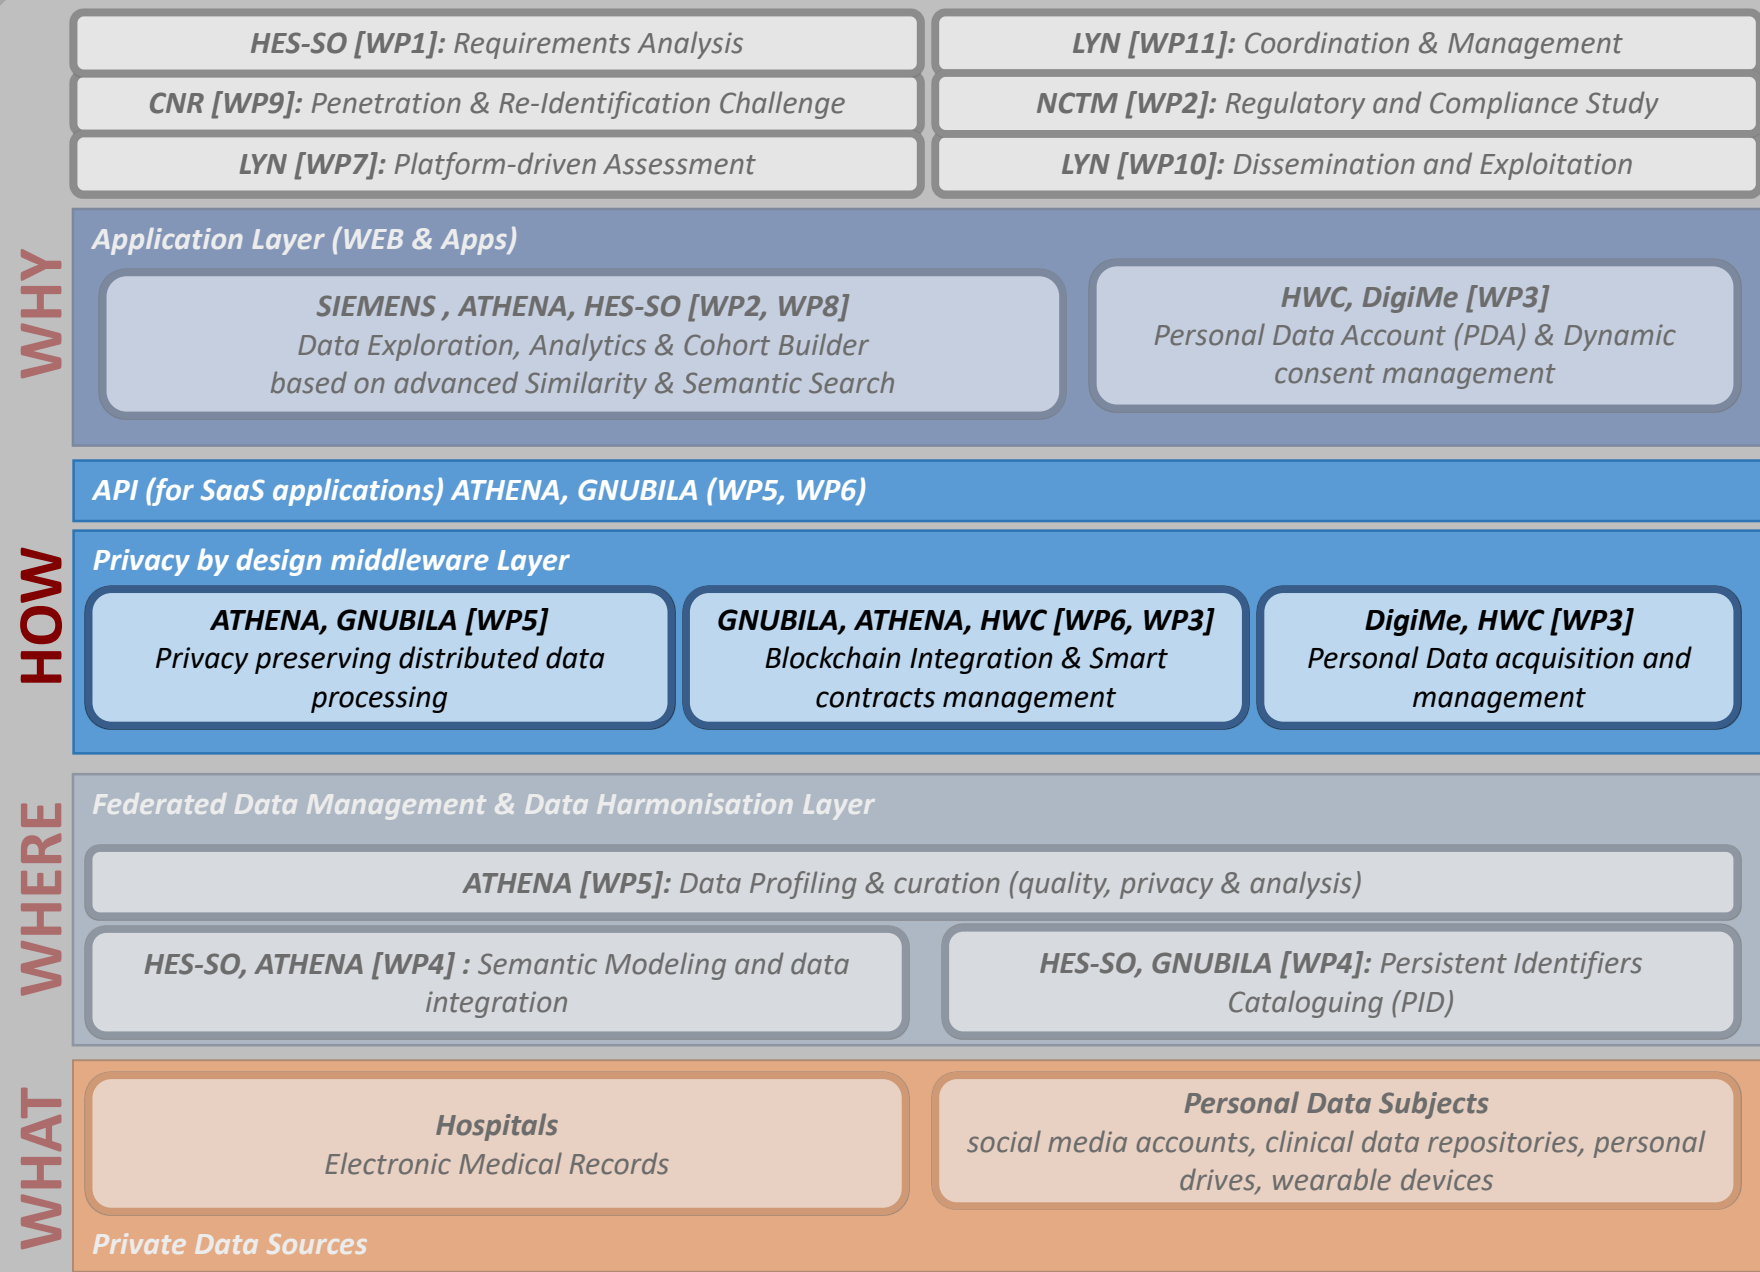 HES-SO [WP1]: Requirements Analysis
LYN [WP11]: Coordination & Management
CNR [WP9]: Penetration & Re-Identification Challenge
NCTM [WP2]: Regulatory and Compliance Study
LYN [WP7]: Platform-driven Assessment
LYN [WP10]: Dissemination and Exploitation
WHY
Application Layer (WEB & Apps)
SIEMENS , ATHENA, HES-SO [WP2, WP8]
Data Exploration, Analytics & Cohort Builder
based on advanced Similarity & Semantic Search
HWC, DigiMe [WP3]
Personal Data Account (PDA) & Dynamic
consent management
HOW
API (for SaaS applications) ATHENA, GNUBILA (WP5, WP6)
Privacy by design middleware Layer
ATHENA, GNUBILA [WP5]
Privacy preserving distributed data
processing
GNUBILA, ATHENA, HWC [WP6, WP3]
Blockchain Integration & Smart
contracts management
DigiMe, HWC [WP3]
Personal Data acquisition and
management
WHERE
Federated Data Management & Data Harmonisation Layer
ATHENA [WP5]: Data Profiling & curation (quality, privacy & analysis)
HES-SO, ATHENA [WP4] : Semantic Modeling and data
integration
HES-SO, GNUBILA [WP4]: Persistent Identifiers
Cataloguing (PID)
WHAT
Hospitals
Electronic Medical Records
Personal Data Subjects
social media accounts, clinical data repositories, personal
drives, wearable devices
Private Data Sources